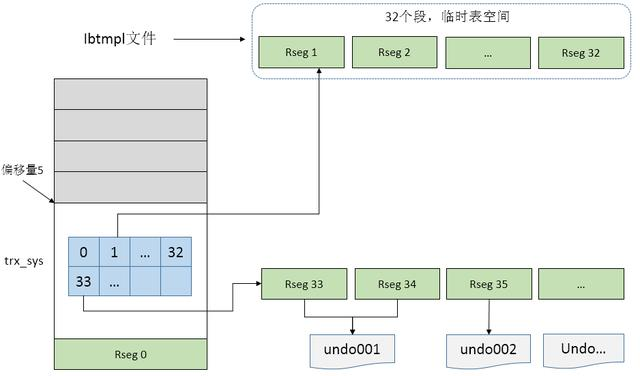 32个段，临时表空间
Ibtmpl文件
Rseg 1
Rseg 2
...
Rseg 32
偏移量5
trx_sys
0 1 ... 32
33 ...
Rseg 0
Rseg 33
Rseg 34
Rseg 35
...
undo001
undo002
Undo...